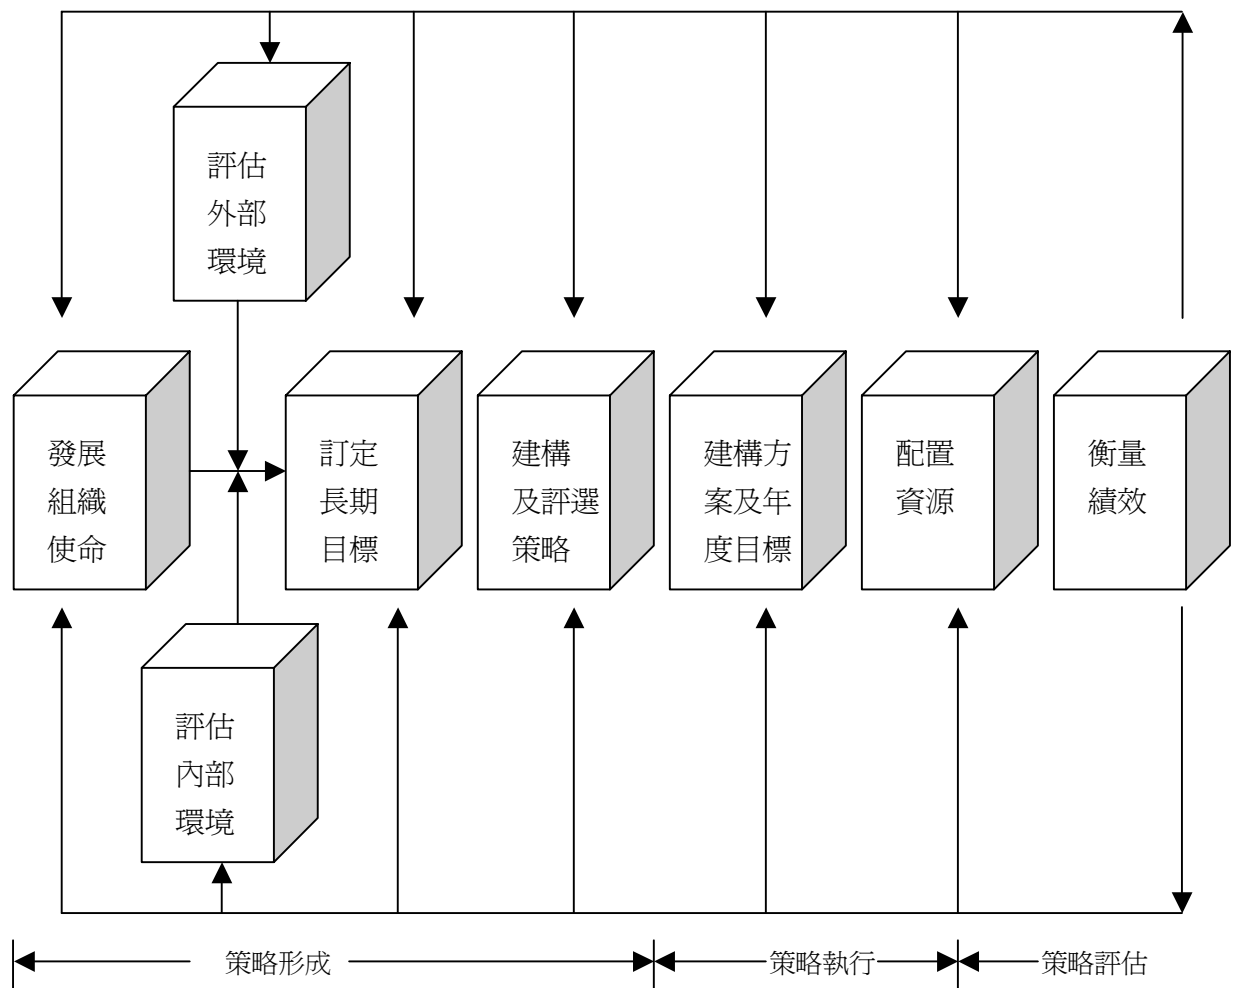 評估
外部
環境
發展
組織
使命
訂定
長期
目標
建構
及評選
策略
建構方
案及年
度目標
配置
資源
衡量
績效
評估
內部
環境
策略形成
策略執行
策略評估